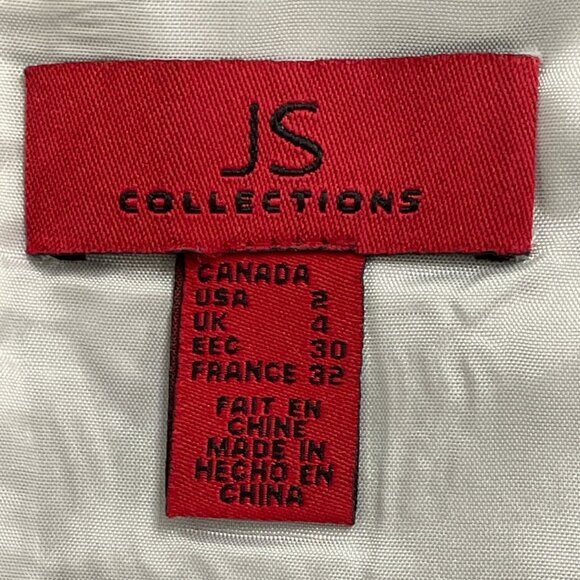 JS
COLLECTIONS
CANADA
USA 2
UK 4
EEC 30
FRANCE 32
FAIT EN
CHINE
MADE IN
HECHO EN
CHINA